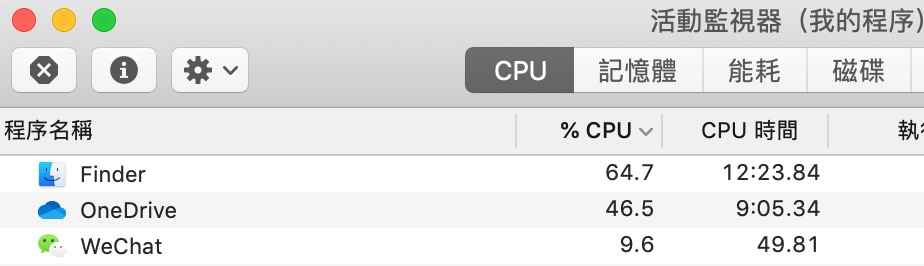 活動監視器（我的程序）
CPU 記憶體 能耗 磁碟
程序名稱 % CPU CPU 時間
Finder 64.7 12:23.84
OneDrive 46.5 9:05.34
WeChat 9.6 49.81